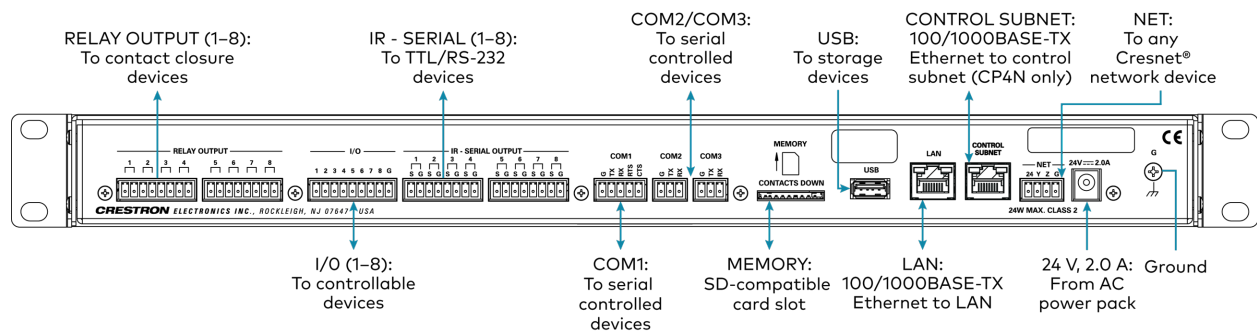 RELAY OUTPUT (1–8):
To contact closure
devices
IR - SERIAL (1–8):
To TTL/RS-232
devices
COM2/COM3:
To serial
controlled
devices
USB:
To storage
devices
CONTROL SUBNET:
100/1000BASE-TX
Ethernet to control
subnet (CP4N only)
NET:
To any
Cresnet®
network device
RELAY OUTPUT
1 2 3 4 5 6 7 8
I/O
1 2 3 4 5 6 7 8 G
IR - SERIAL OUTPUT
1 2 3 4 5 6 7 8
S G S G S G S G S G S G S G S G
COM1
G TX RX RTS CTS
COM2
G TX RX
COM3
G TX RX
MEMORY
CONTACTS DOWN
USB
LAN
CONTROL
SUBNET
NET
24 Y Z G
24V 2.0A
24W MAX. CLASS 2
CE
G
CRESTRON ELECTRONICS INC., ROCKLEIGH, NJ 07647 USA
I/O (1–8):
To controllable
devices
COM1:
To serial
controlled
devices
MEMORY:
SD-compatible
card slot
LAN:
100/1000BASE-TX
Ethernet to LAN
24 V, 2.0 A:
From AC
power pack
Ground